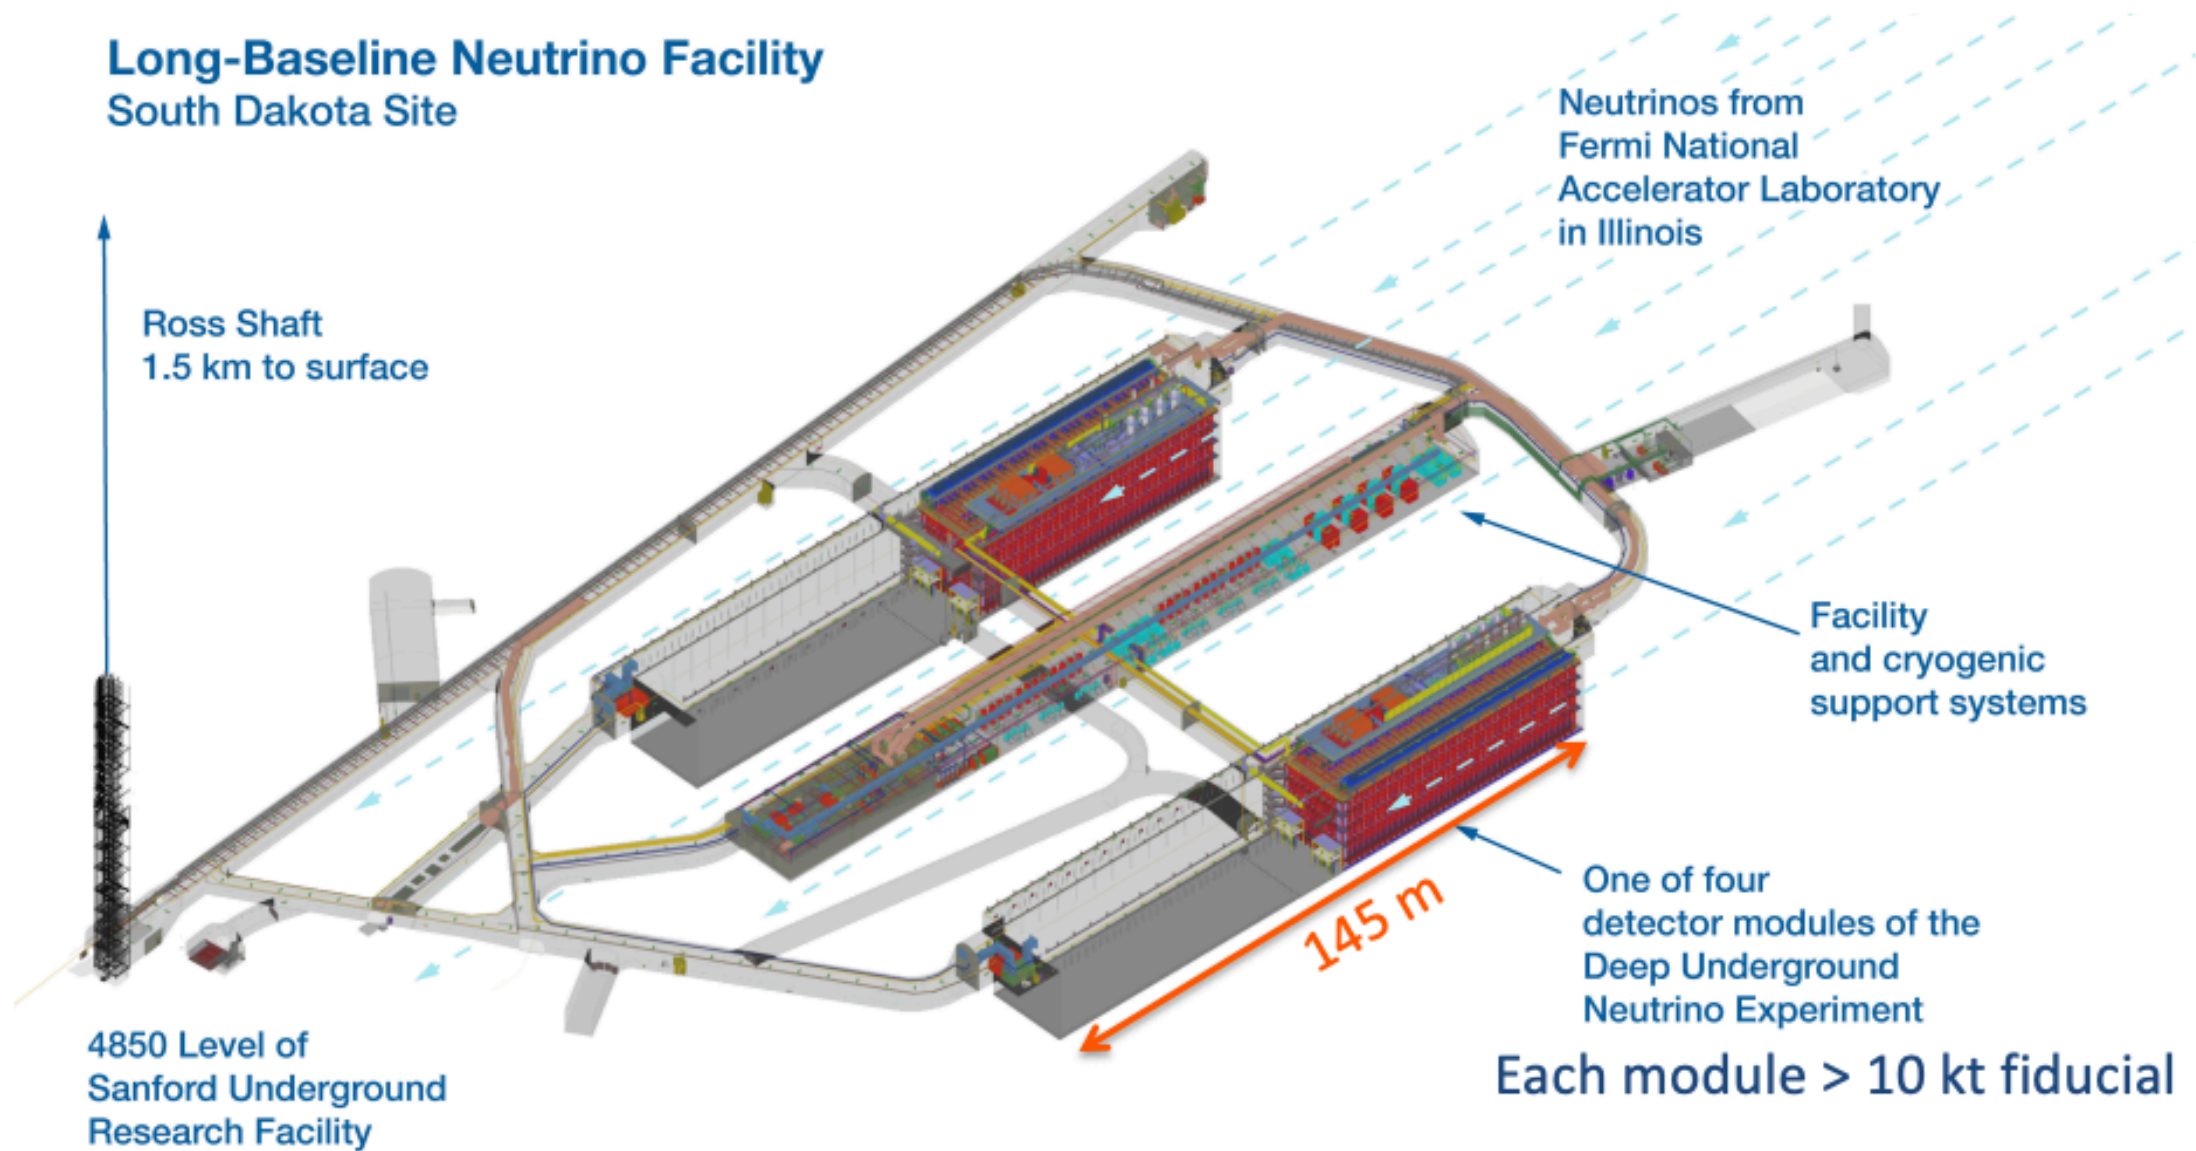 Long-Baseline Neutrino Facility
South Dakota Site
Neutrinos from
Fermi National
Accelerator Laboratory
in Illinois
Ross Shaft
1.5 km to surface
Facility
and cryogenic
support systems
145 m
One of four
detector modules of the
Deep Underground
Neutrino Experiment
Each module > 10 kt fiducial
4850 Level of
Sanford Underground
Research Facility